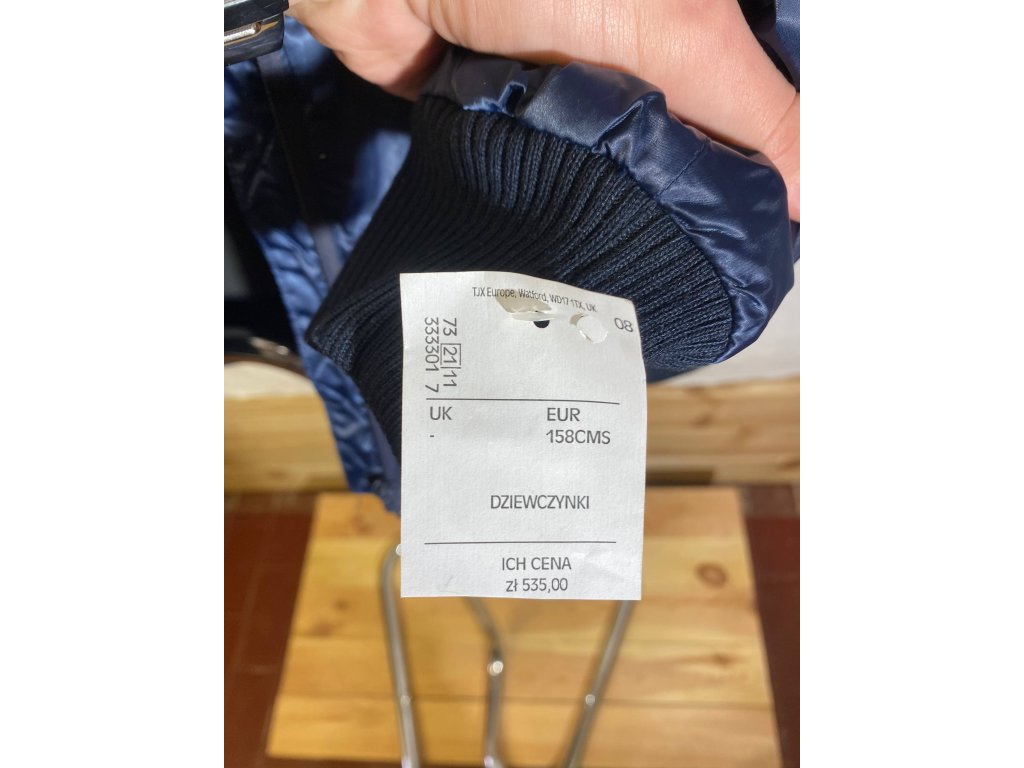 TJX Europe, Watford, WD17 1TX, UK
08
73 21 11
333301 7
UK EUR
- 158CMS
DZIEWCZYNKI
ICH CENA
zł 535,00